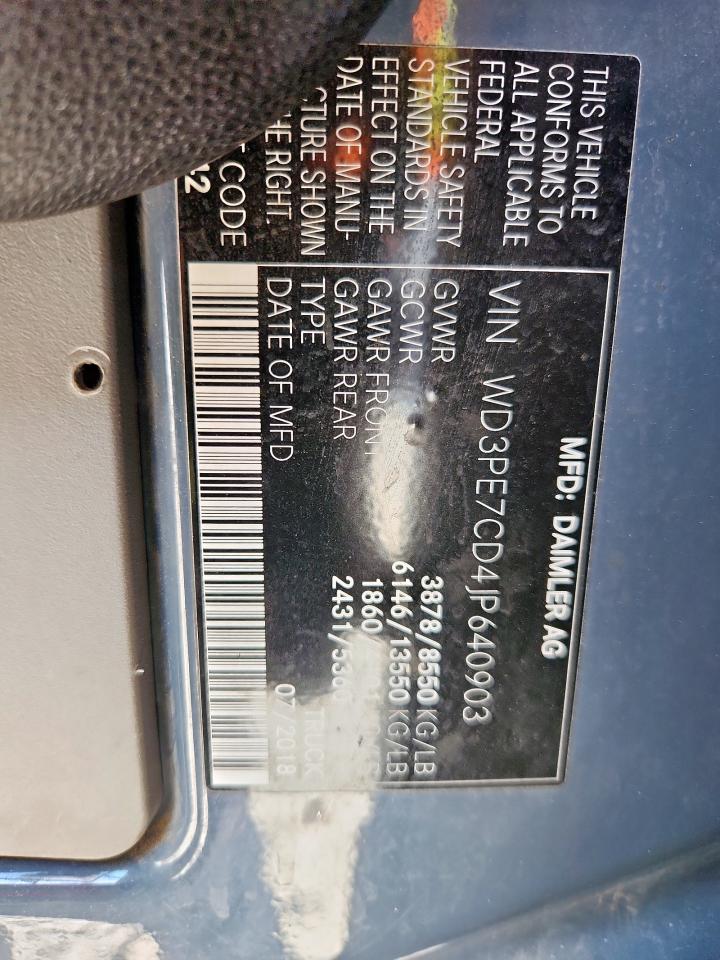 THIS VEHICLE
CONFORMS TO
ALL APPLICABLE
FEDERAL
VEHICLE SAFETY
STANDARDS IN
EFFECT ON THE
DATE OF MANU-
CTURE SHOWN
HE RIGHT.
CODE
MFD: DAIMLER AG
VIN WD3PE7CD4JP640903
GVWR 3878/8550 KG/LB
GCWR 6146/13550 KG/LB
GAWR FRONT 1860
GAWR REAR 2431/5360
TYPE TRUCK
DATE OF MFD 07/2018